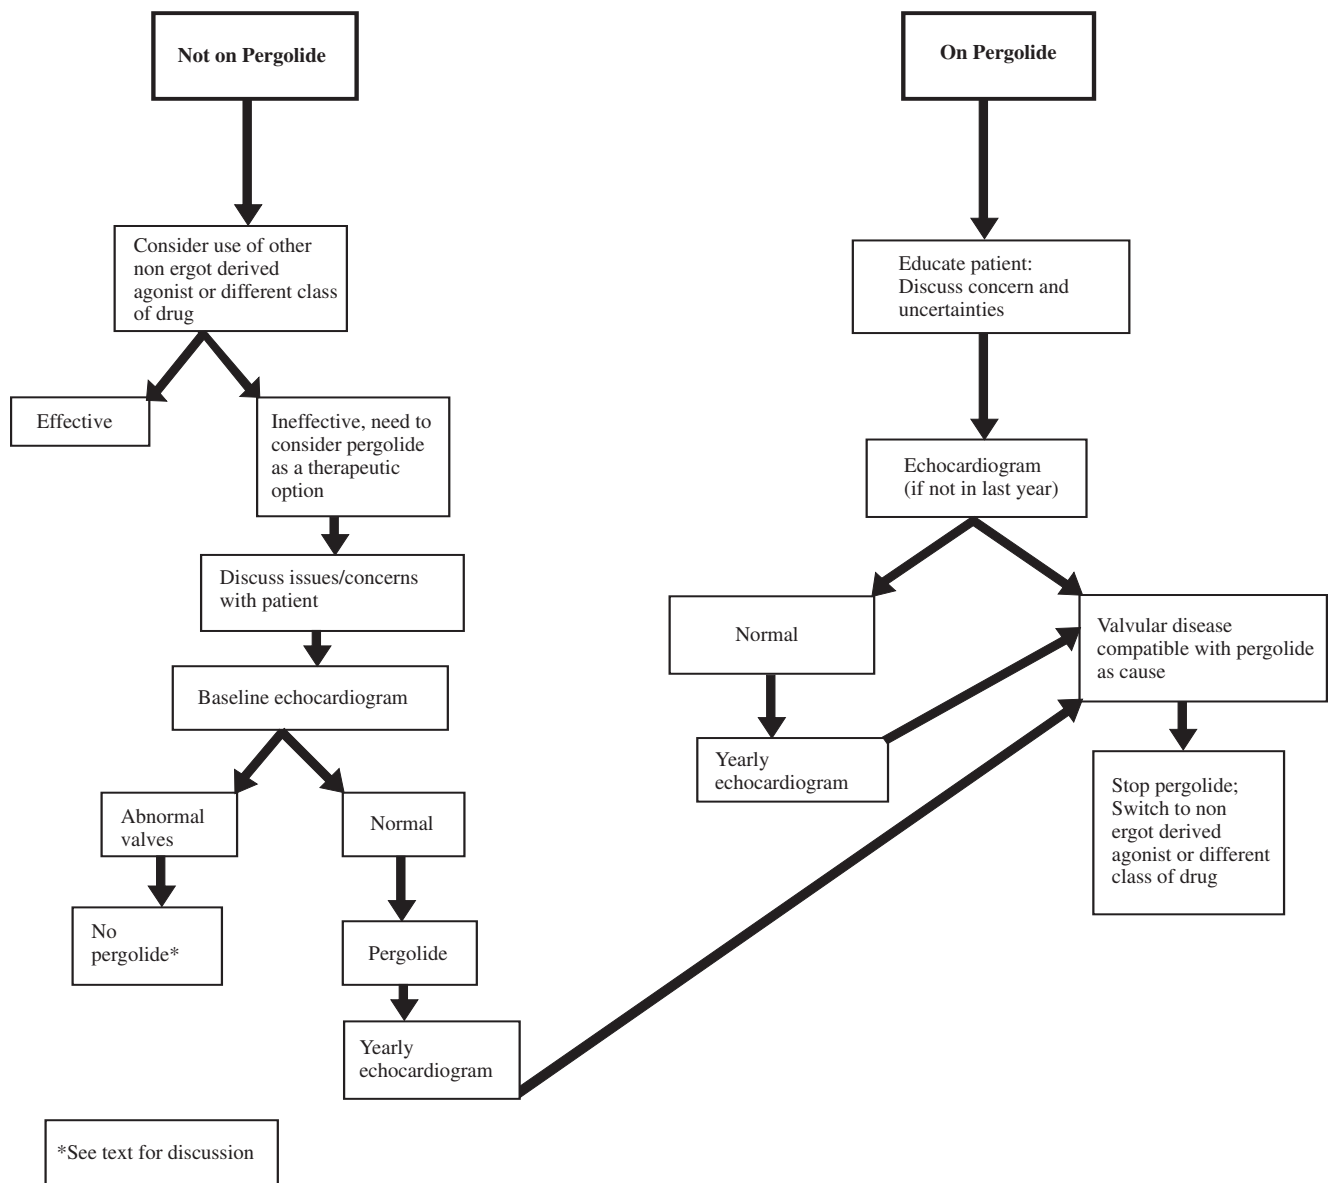 Not on Pergolide
On Pergolide
Consider use of other
non ergot derived
agonist or different class
of drug
Educate patient:
Discuss concern and
uncertainties
Effective
Ineffective, need to
consider pergolide
as a therapeutic
option
Echocardiogram
(if not in last year)
Discuss issues/concerns
with patient
Normal
Valvular disease
compatible with pergolide
as cause
Baseline echocardiogram
Yearly
echocardiogram
Stop pergolide;
Switch to non
ergot derived
agonist or different
class of drug
Abnormal
valves
Normal
No
pergolide*
Pergolide
Yearly
echocardiogram
*See text for discussion